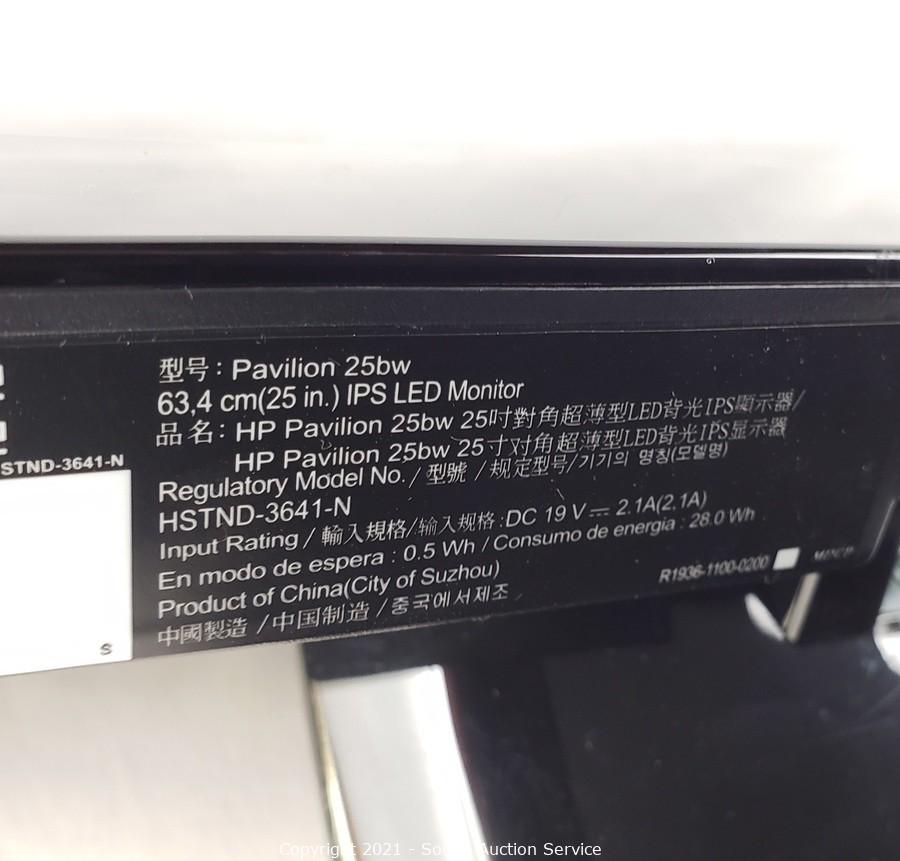 型号：Pavilion 25bw
63,4 cm(25 in.) IPS LED Monitor
品名：HP Pavilion 25bw 25吋對角超薄型LED背光IPS顯示器/
HP Pavilion 25bw 25寸对角超薄型LED背光IPS显示器
STND-3641-N
Regulatory Model No. / 型號 / 规定型号/기기의 명칭(모델명)
HSTND-3641-N
Input Rating / 輸入規格/输入规格:DC 19 V⎓ 2.1A(2,1A)
En modo de espera : 0.5 Wh / Consumo de energia : 28.0 Wh
Product of China(City of Suzhou)
R1936-1100-0200
中國製造 /中国制造 /중국에서제조
S
Copyright 2021 - Auction Service